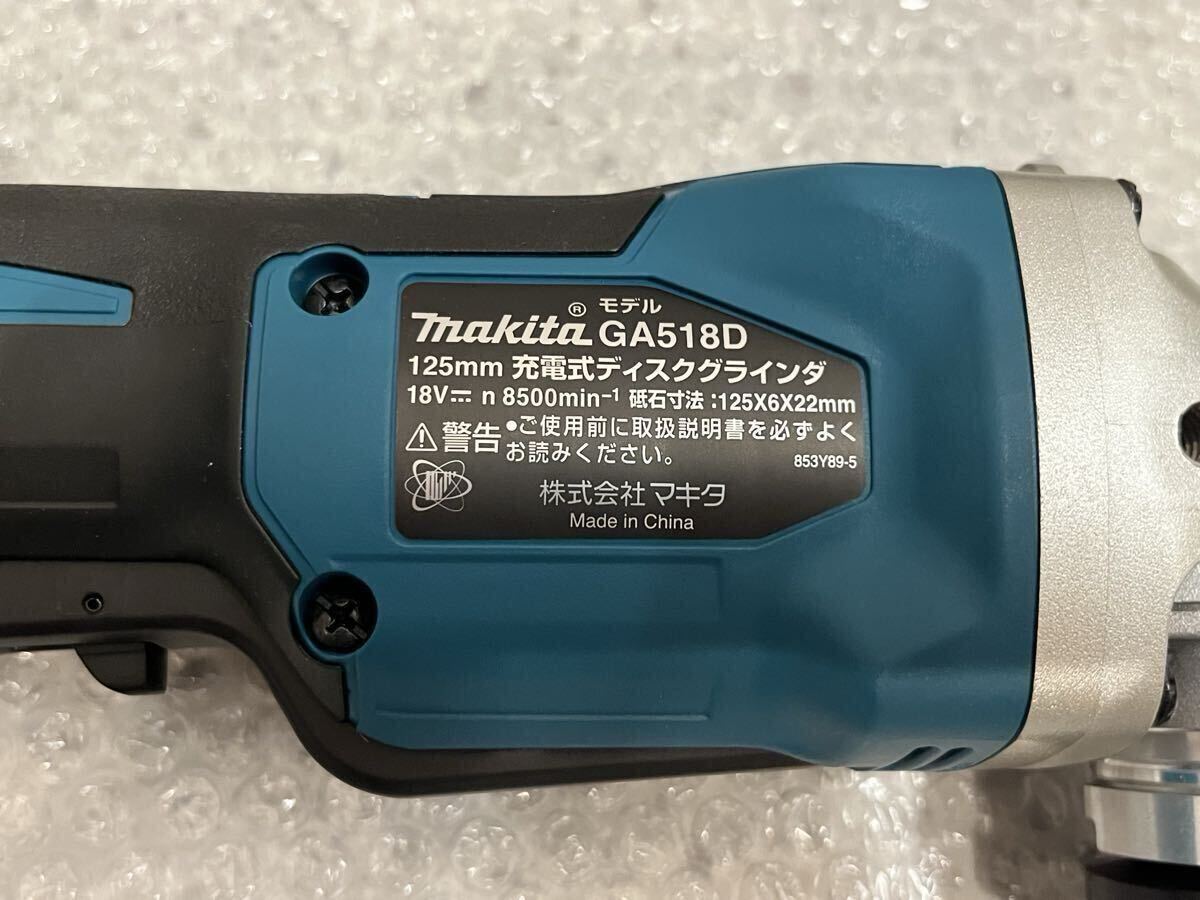 モデル
makita® GA518D
125mm 充電式ディスクグラインダ
18V⎓ n 8500min⁻¹ 砥石寸法:125X6X22mm
⚠警告 •ご使用前に取扱説明書を必ずよく
お読みください。
853Y89-5
株式会社マキタ
Made in China